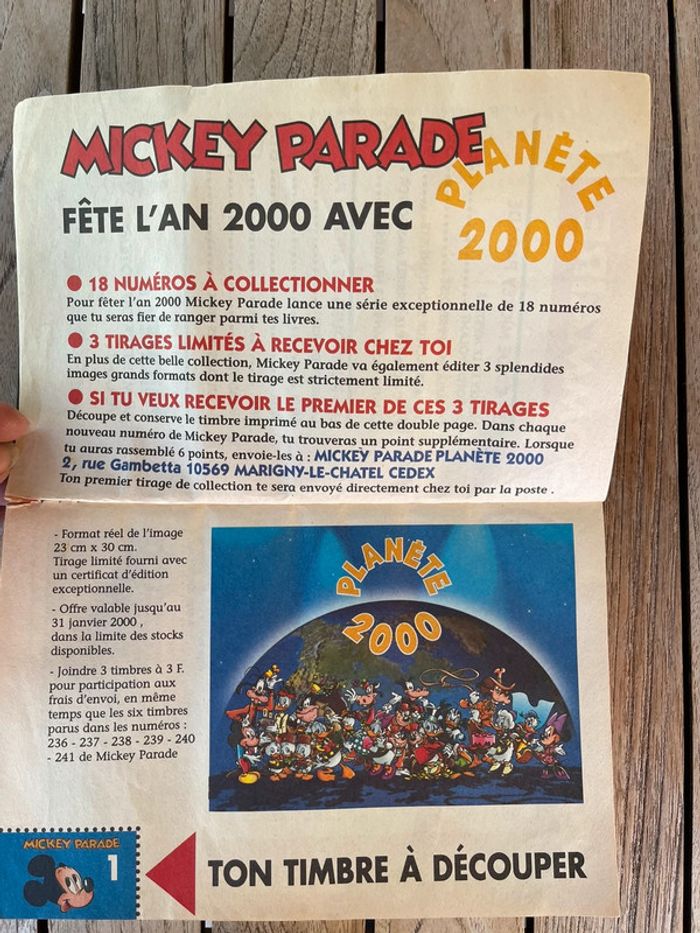 MICKEY PARADE
PLANÈTE
2000
FÊTE L'AN 2000 AVEC
● 18 NUMÉROS À COLLECTIONNER
Pour fêter l'an 2000 Mickey Parade lance une série exceptionnelle de 18 numéros
que tu seras fier de ranger parmi tes livres.
● 3 TIRAGES LIMITÉS À RECEVOIR CHEZ TOI
En plus de cette belle collection, Mickey Parade va également éditer 3 splendides
images grands formats dont le tirage est strictement limité.
● SI TU VEUX RECEVOIR LE PREMIER DE CES 3 TIRAGES
Découpe et conserve le timbre imprimé au bas de cette double page. Dans chaque
nouveau numéro de Mickey Parade, tu trouveras un point supplémentaire. Lorsque
tu auras rassemblé 6 points, envoie-les à : MICKEY PARADE PLANÈTE 2000
2, rue Gambetta 10569 MARIGNY-LE-CHATEL CEDEX
Ton premier tirage de collection te sera envoyé directement chez toi par la poste .
- Format réel de l'image
23 cm x 30 cm.
Tirage limité fourni avec
un certificat d'édition
exceptionnelle.
- Offre valable jusqu'au
31 janvier 2000 ,
dans la limite des stocks
disponibles.
- Joindre 3 timbres à 3 F.
pour participation aux
frais d'envoi, en même
temps que les six timbres
parus dans les numéros :
236 - 237 - 238 - 239 - 240
- 241 de Mickey Parade
PLANÈTE
2000
MICKEY PARADE
1
TON TIMBRE À DÉCOUPER